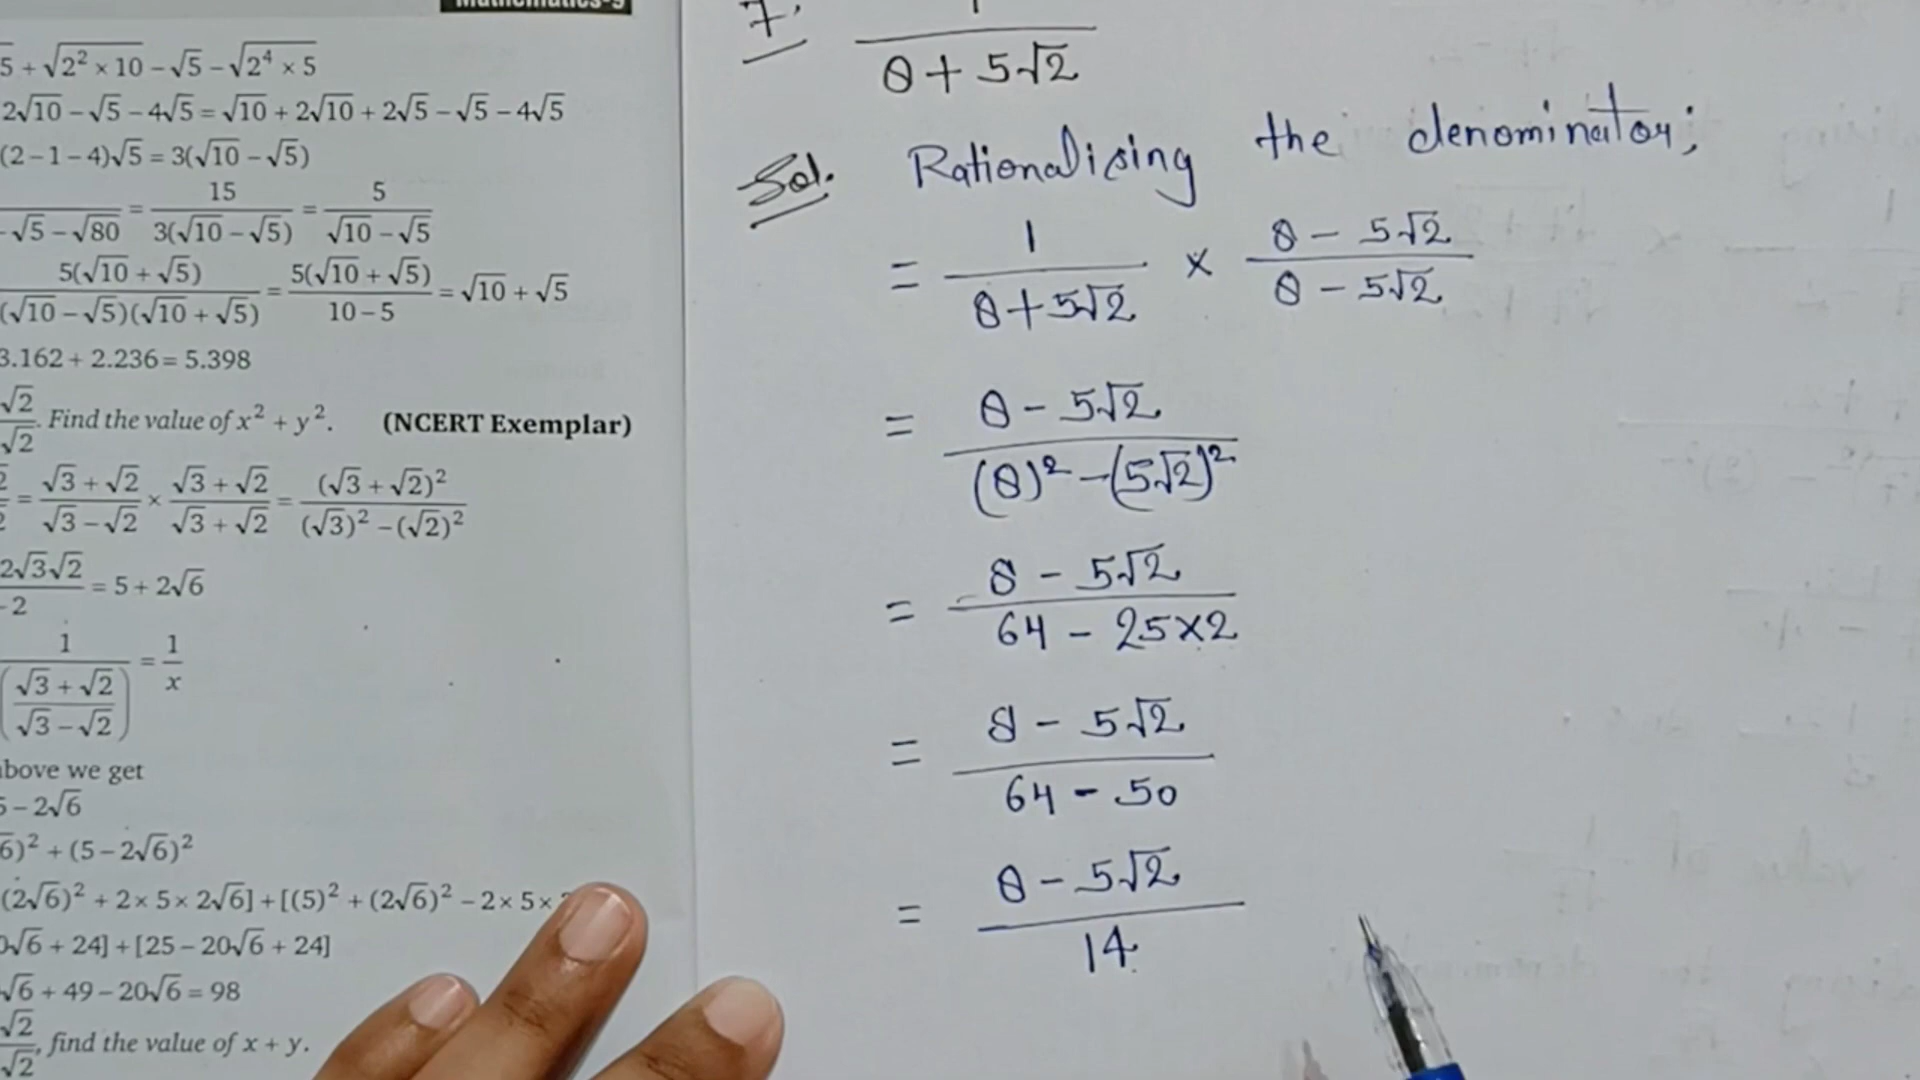 Mathematics-9
5 + √(2² × 10) − √5 − √(2⁴ × 5)
2√10 − √5 − 4√5 = √10 + 2√10 + 2√5 − √5 − 4√5
(2 − 1 − 4)√5 = 3(√10 − √5)
−√5 − √80 = 15/3(√10 − √5) = 5/√10 − √5
5(√10 + √5)/(√10 − √5)(√10 + √5) = 5(√10 + √5)/10 − 5 = √10 + √5
3.162 + 2.236 = 5.398
√2/√2. Find the value of x² + y². (NCERT Exemplar)
2/2 = √3 + √2/√3 − √2 × √3 + √2/√3 + √2 = (√3 + √2)²/(√3)² − (√2)²
2√3√2/−2 = 5 + 2√6
1/(√3 + √2/√3 − √2) = 1/x
above we get
5 − 2√6
6)² + (5 − 2√6)²
(2√6)² + 2 × 5 × 2√6] + [(5)² + (2√6)² − 2 × 5 ×
0√6 + 24] + [25 − 20√6 + 24]
√6 + 49 − 20√6 = 98
√2/√2, find the value of x + y.
7. 1/8 + 5√2
Sol. Rationalising the denominator;
= 1/8 + 5√2 × 8 − 5√2/8 − 5√2
= 8 − 5√2/(8)² − (5√2)²
= 8 − 5√2/64 − 25×2
= 8 − 5√2/64 − 50
= 8 − 5√2/14